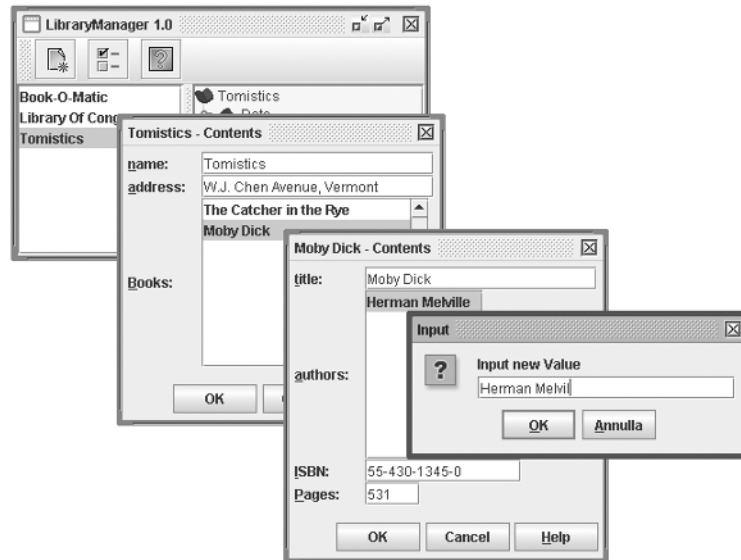 LibraryManager 1.0
?
Book-O-Matic
Library Of Cong
Tomistics
Tomistics
Tomistics - Contents
name: Tomistics
address: W.J. Chen Avenue, Vermont
Books:
The Catcher in the Rye
Moby Dick
OK
Moby Dick - Contents
title: Moby Dick
authors:
Herman Melville
ISBN: 55-430-1345-0
Pages: 531
OK Cancel Help
Input
?
Input new Value
Herman Melvil
OK Annulla